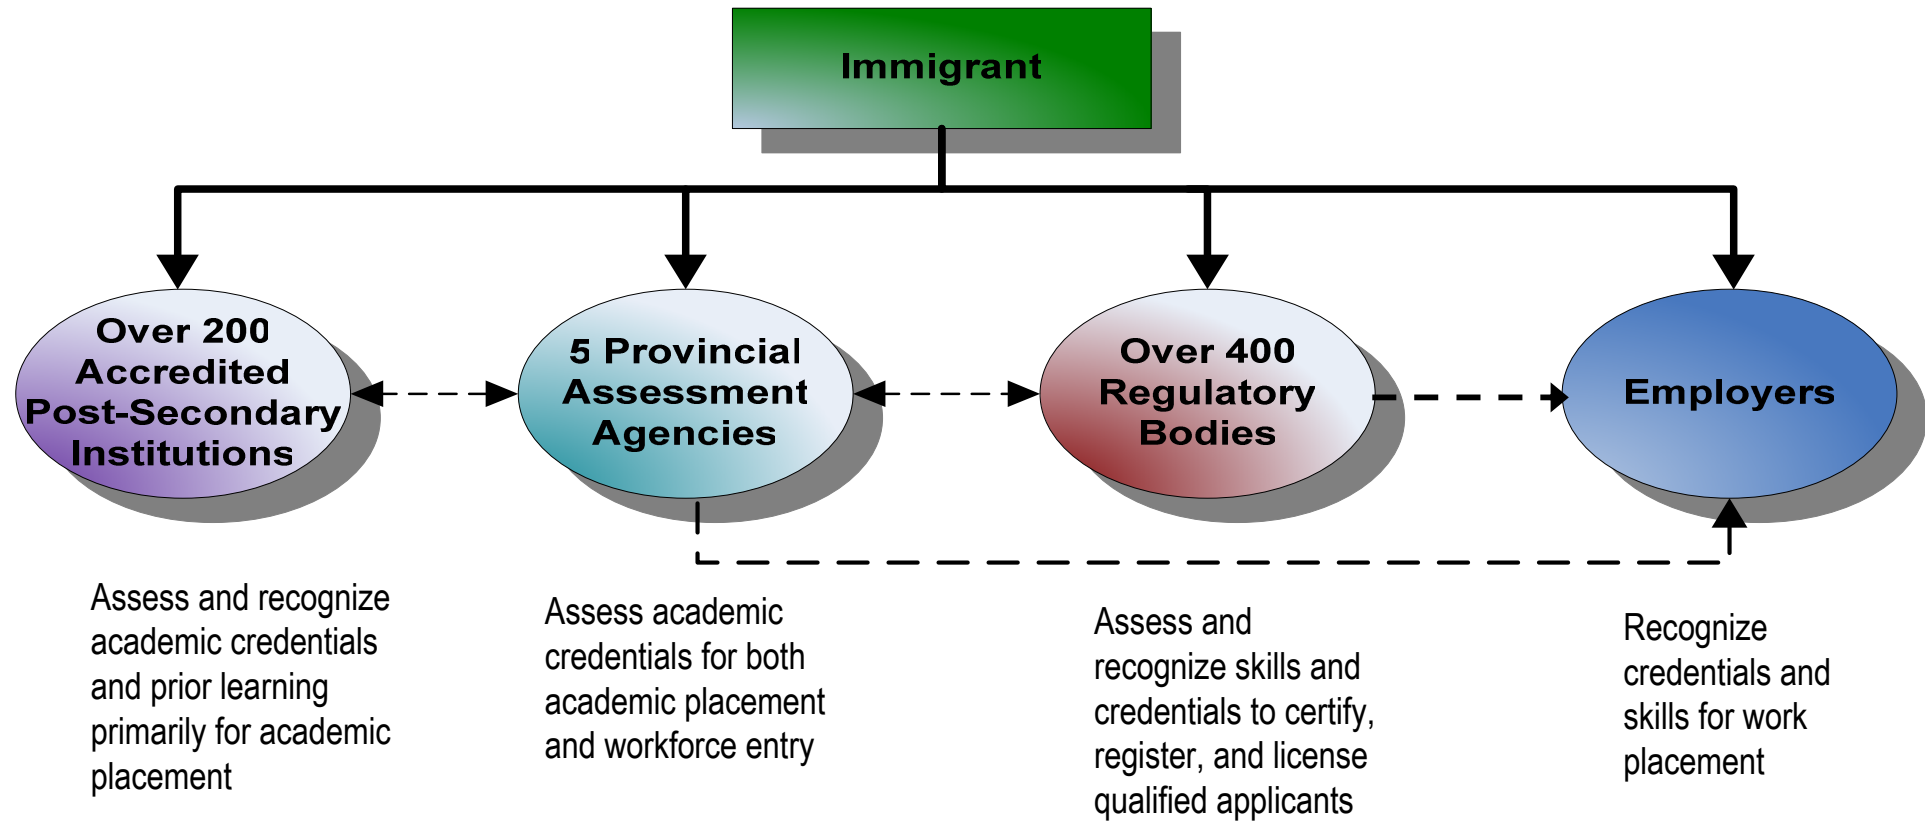 Immigrant
Over 200
Accredited
Post-Secondary
Institutions
5 Provincial
Assessment
Agencies
Over 400
Regulatory
Bodies
Employers
Assess and recognize
academic credentials
and prior learning
primarily for academic
placement
Assess academic
credentials for both
academic placement
and workforce entry
Assess and
recognize skills and
credentials to certify,
register, and license
qualified applicants
Recognize
credentials and
skills for work
placement